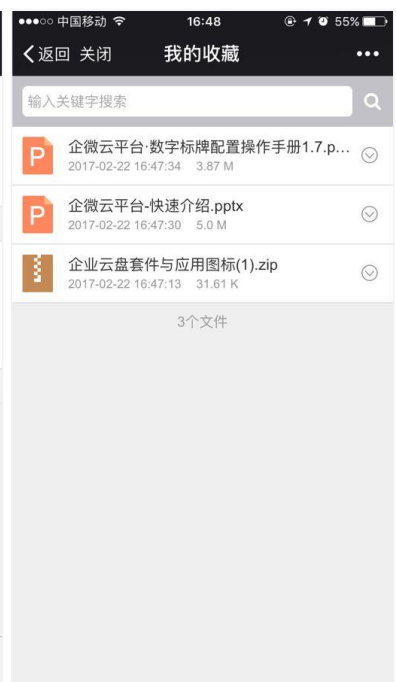 中国移动 16:48 55%
返回 关闭 我的收藏
输入关键字搜索
P 企微云平台·数字标牌配置操作手册1.7.p...
2017-02-22 16:47:34 3.87 M
P 企微云平台-快速介绍.pptx
2017-02-22 16:47:30 5.0 M
企业云盘套件与应用图标(1).zip
2017-02-22 16:47:13 31.61 K
3个文件